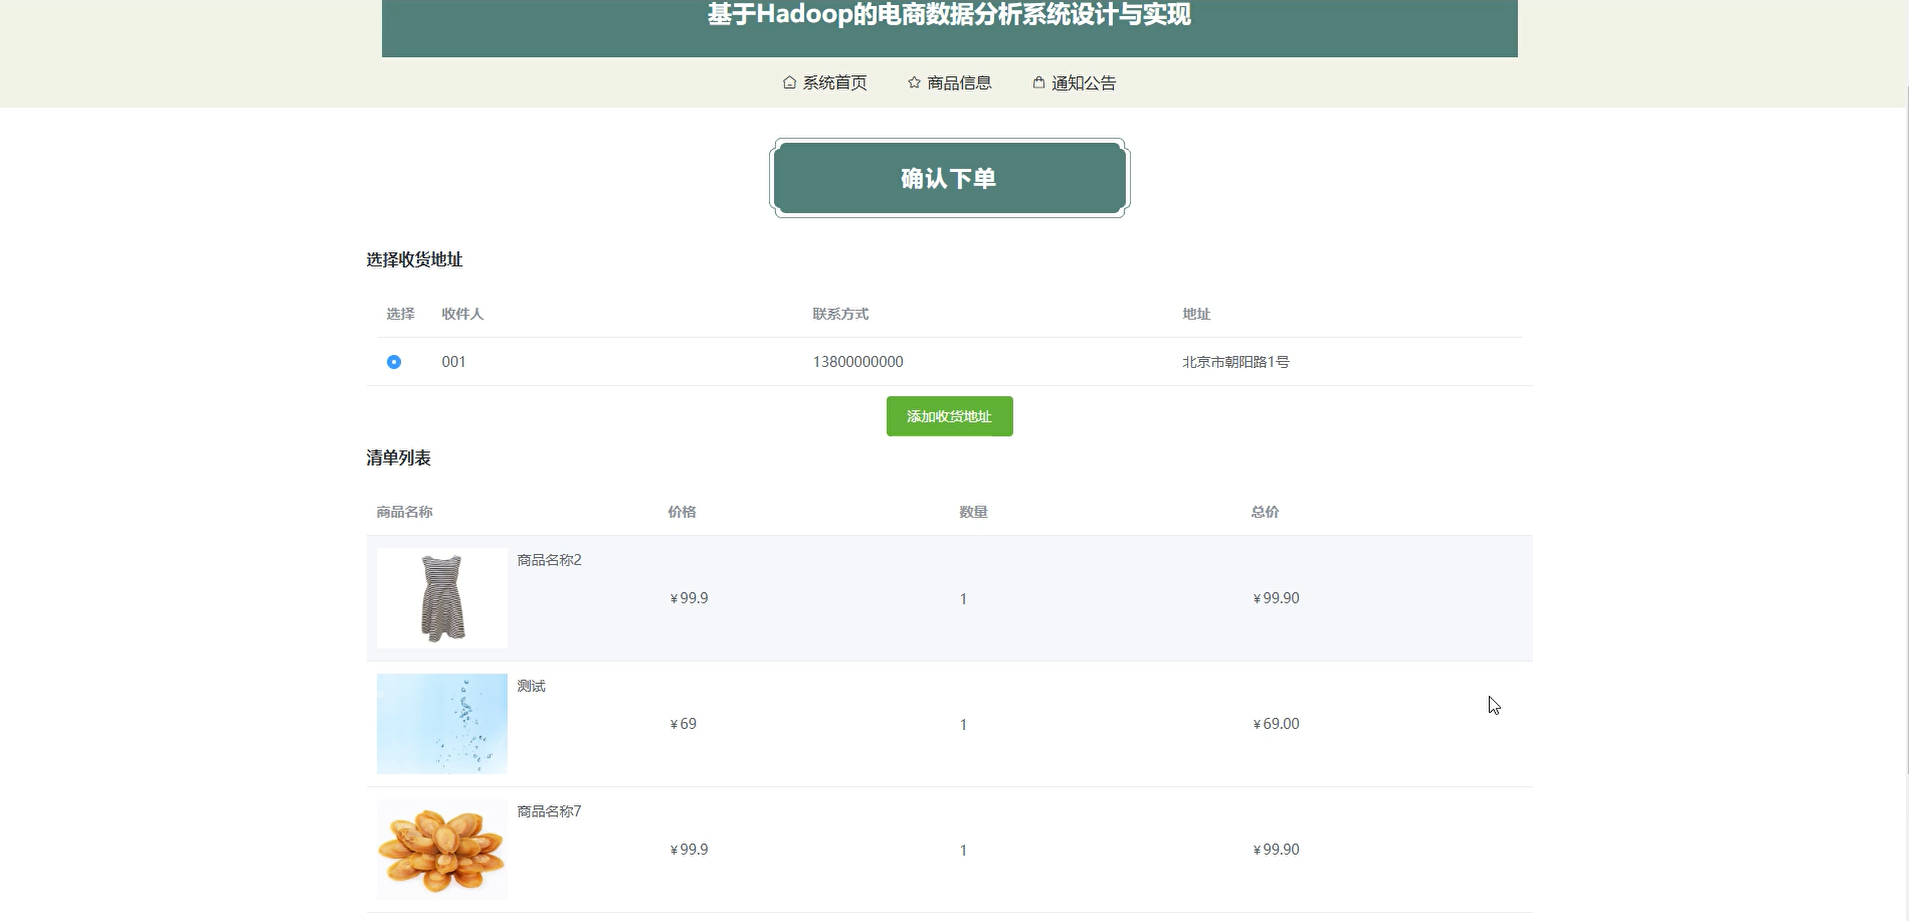 基于Hadoop的电商数据分析系统设计与实现
系统首页 商品信息 通知公告
确认下单
选择收货地址
选择 收件人 联系方式 地址
001 13800000000 北京市朝阳路1号
添加收货地址
清单列表
商品名称 价格 数量 总价
商品名称2
¥99.9 1 ¥99.90
测试
¥69 1 ¥69.00
商品名称7
¥99.9 1 ¥99.90